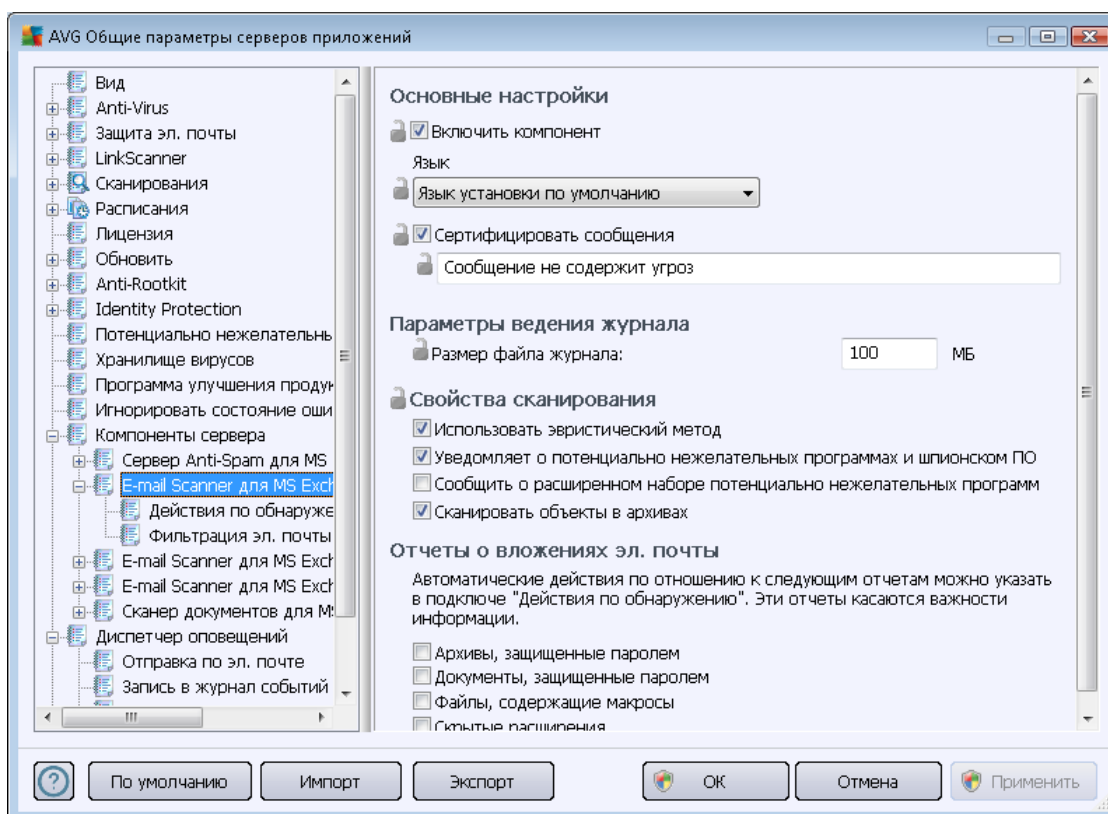 AVG Общие параметры серверов приложений
Вид
Anti-Virus
Защита эл. почты
LinkScanner
Сканирования
Расписания
Лицензия
Обновить
Anti-Rootkit
Identity Protection
Потенциально нежелательнь
Хранилище вирусов
Программа улучшения продук
Игнорировать состояние оши
Компоненты сервера
Сервер Anti-Spam для MS
E-mail Scanner для MS Exch
Действия по обнаруже
Фильтрация эл. почты
E-mail Scanner для MS Exch
E-mail Scanner для MS Exch
Сканер документов для MS
Диспетчер оповещений
Отправка по эл. почте
Запись в журнал событий
Основные настройки
Включить компонент
Язык
Язык установки по умолчанию
Сертифицировать сообщения
Сообщение не содержит угроз
Параметры ведения журнала
Размер файла журнала: 100 МБ
Свойства сканирования
Использовать эвристический метод
Уведомляет о потенциально нежелательных программах и шпионском ПО
Сообщить о расширенном наборе потенциально нежелательных программ
Сканировать объекты в архивах
Отчеты о вложениях эл. почты
Автоматические действия по отношению к следующим отчетам можно указать
в подключе "Действия по обнаружению". Эти отчеты касаются важности
информации.
Архивы, защищенные паролем
Документы, защищенные паролем
Файлы, содержащие макросы
Скрытые расширения
По умолчанию
Импорт
Экспорт
ОК
Отмена
Применить